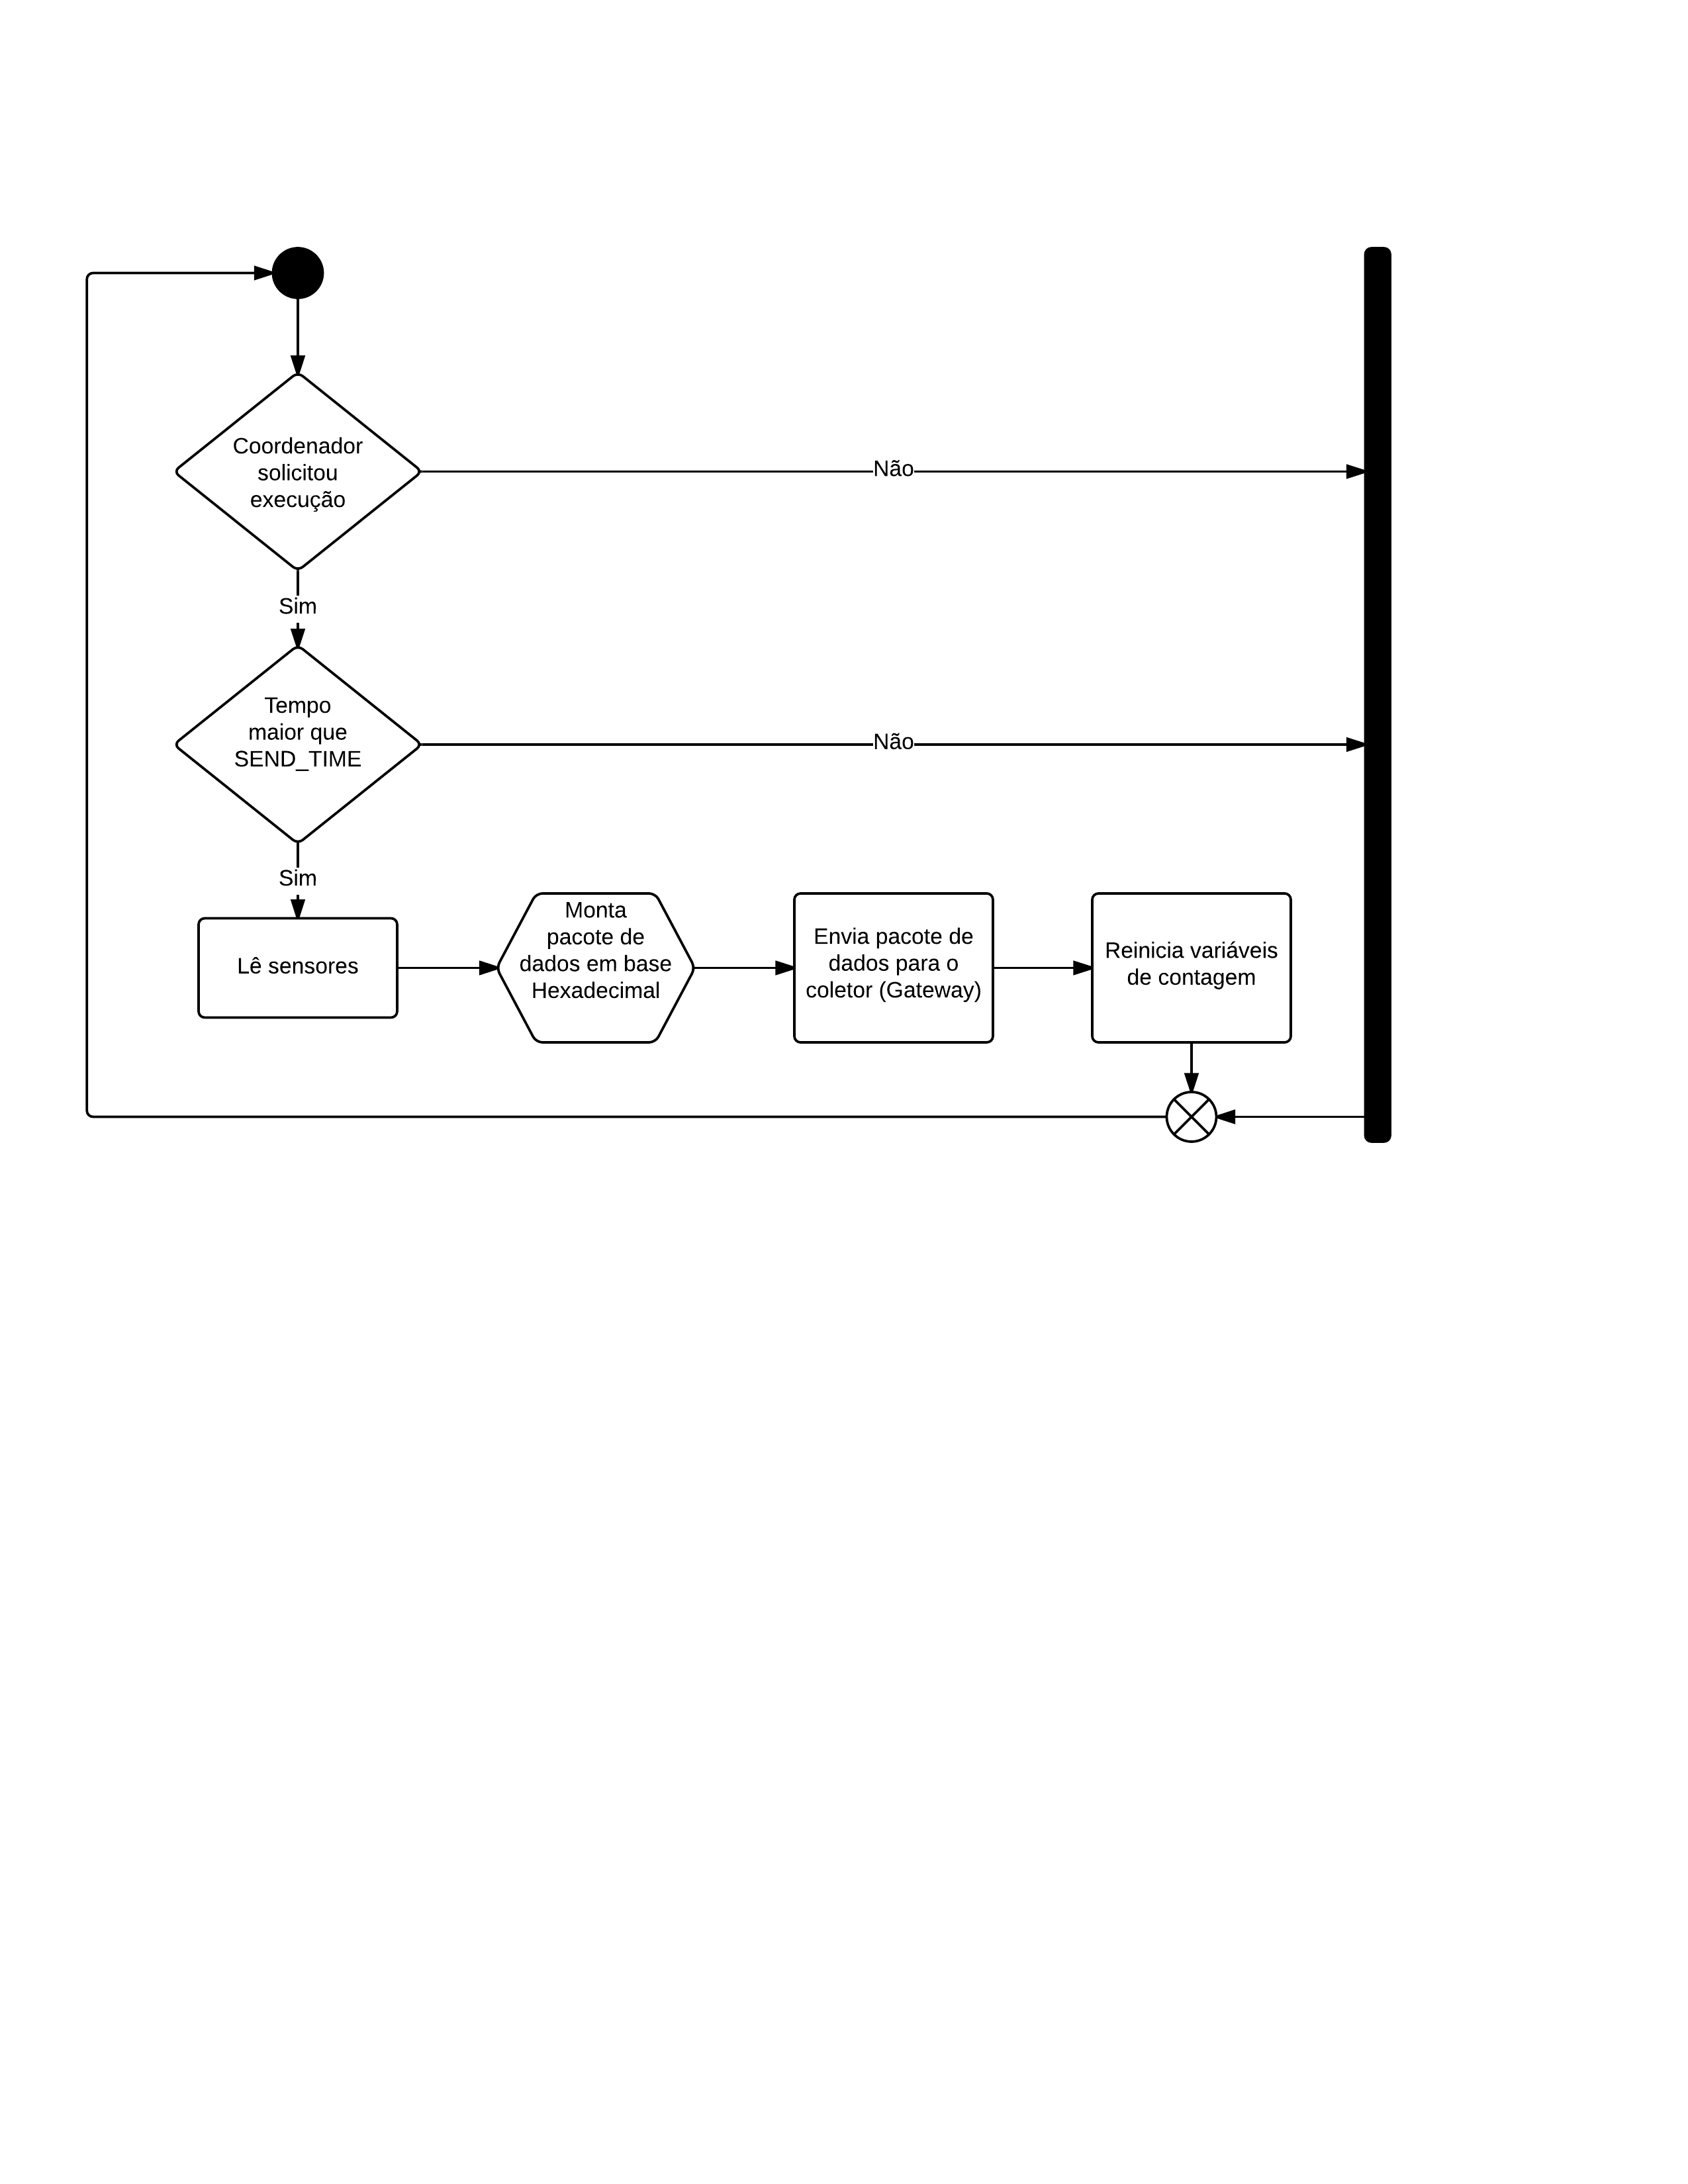 Coordenador
solicitou
execução
Não
Sim
Tempo
maior que
SEND_TIME
Não
Sim
Lê sensores
Monta
pacote de
dados em base
Hexadecimal
Envia pacote de
dados para o
coletor (Gateway)
Reinicia variáveis
de contagem